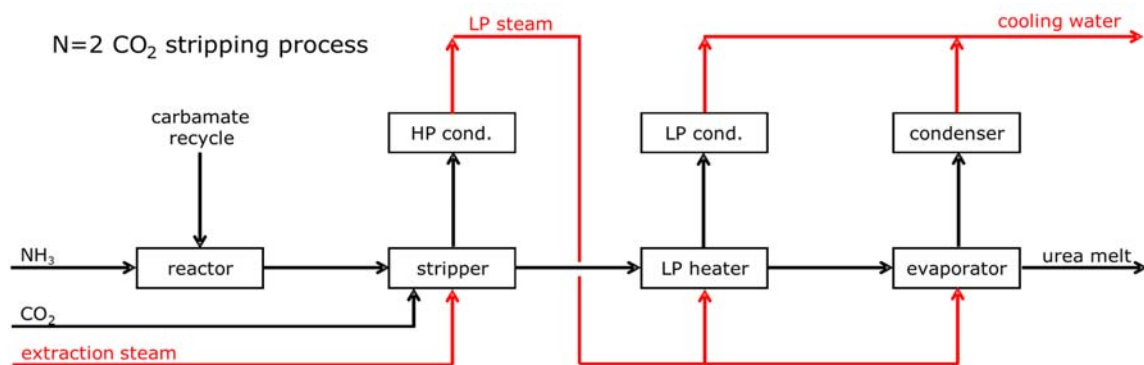 LP steam
cooling water
N=2 CO₂ stripping process
carbamate
recycle
HP cond.
LP cond.
condenser
NH₃
reactor
stripper
LP heater
evaporator
urea melt
CO₂
extraction steam